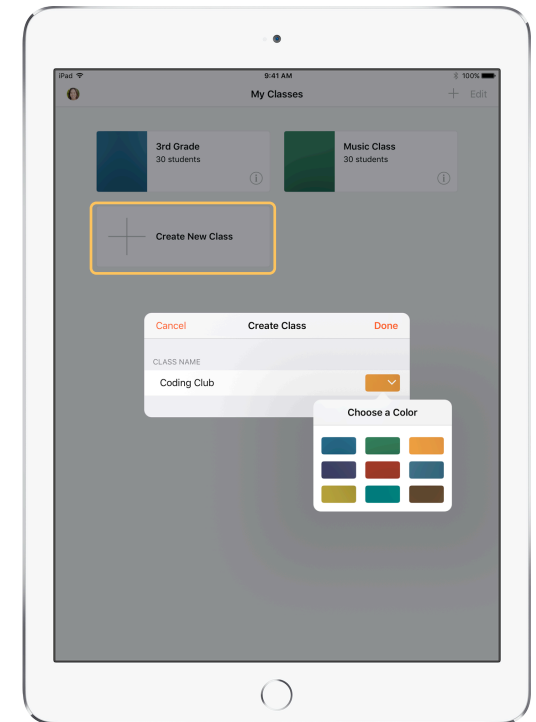 iPad 9:41 AM 100%
My Classes + Edit
3rd Grade
30 students
Music Class
30 students
Create New Class
Cancel Create Class Done
CLASS NAME
Coding Club
Choose a Color